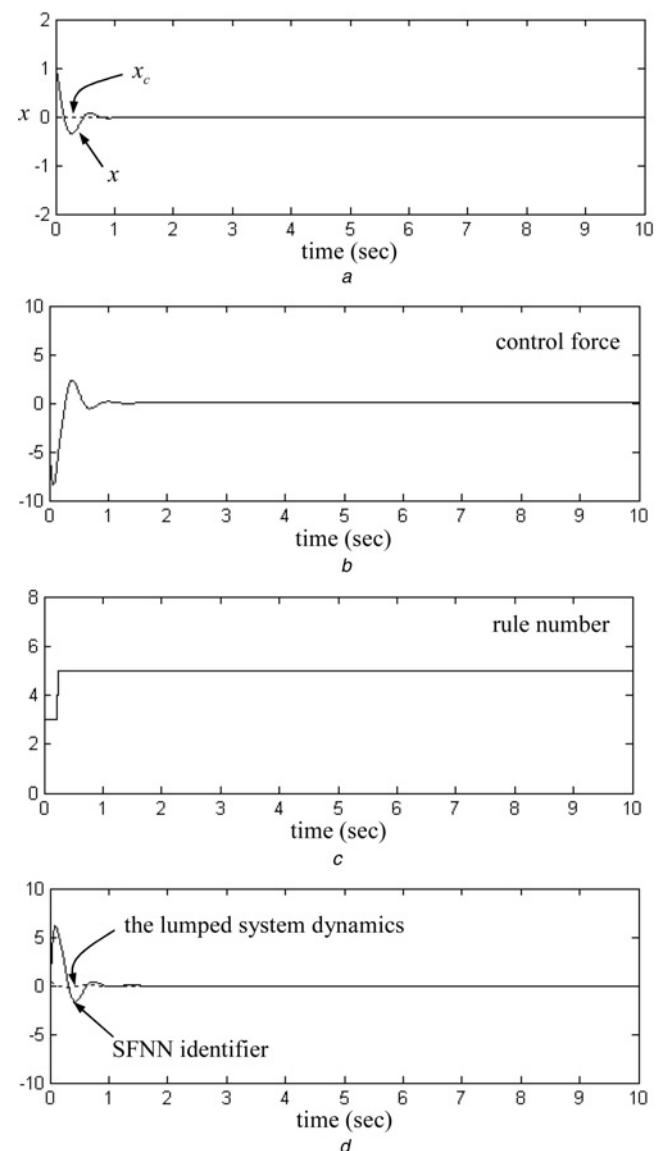 2
1
x_c
x 0
x
-1
-2
0 1 2 3 4 5 6 7 8 9 10
time (sec)
a
10
control force
5
0
-5
-10
0 1 2 3 4 5 6 7 8 9 10
time (sec)
b
8
rule number
6
4
2
0
0 1 2 3 4 5 6 7 8 9 10
time (sec)
c
10
the lumped system dynamics
5
0
SFNN identifier
-5
-10
0 1 2 3 4 5 6 7 8 9 10
time (sec)
d